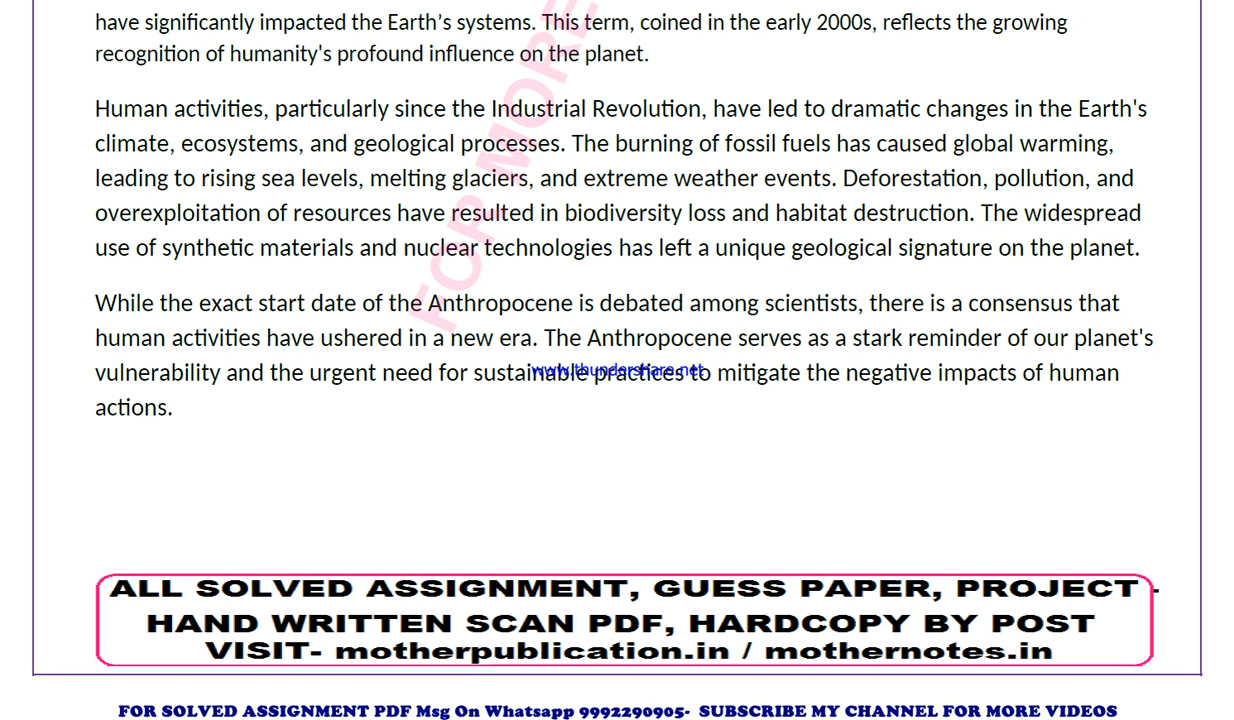 have significantly impacted the Earth’s systems. This term, coined in the early 2000s, reflects the growing
recognition of humanity's profound influence on the planet.
Human activities, particularly since the Industrial Revolution, have led to dramatic changes in the Earth's
climate, ecosystems, and geological processes. The burning of fossil fuels has caused global warming,
leading to rising sea levels, melting glaciers, and extreme weather events. Deforestation, pollution, and
overexploitation of resources have resulted in biodiversity loss and habitat destruction. The widespread
use of synthetic materials and nuclear technologies has left a unique geological signature on the planet.
FOP MORE
While the exact start date of the Anthropocene is debated among scientists, there is a consensus that
human activities have ushered in a new era. The Anthropocene serves as a stark reminder of our planet's
vulnerability and the urgent need for sustainable practices to mitigate the negative impacts of human
www.thundershare.net
actions.
ALL SOLVED ASSIGNMENT, GUESS PAPER, PROJECT -
HAND WRITTEN SCAN PDF, HARDCOPY BY POST
VISIT- motherpublication.in / mothernotes.in
FOR SOLVED ASSIGNMENT PDF Msg On Whatsapp 9992290905- SUBSCRIBE MY CHANNEL FOR MORE VIDEOS